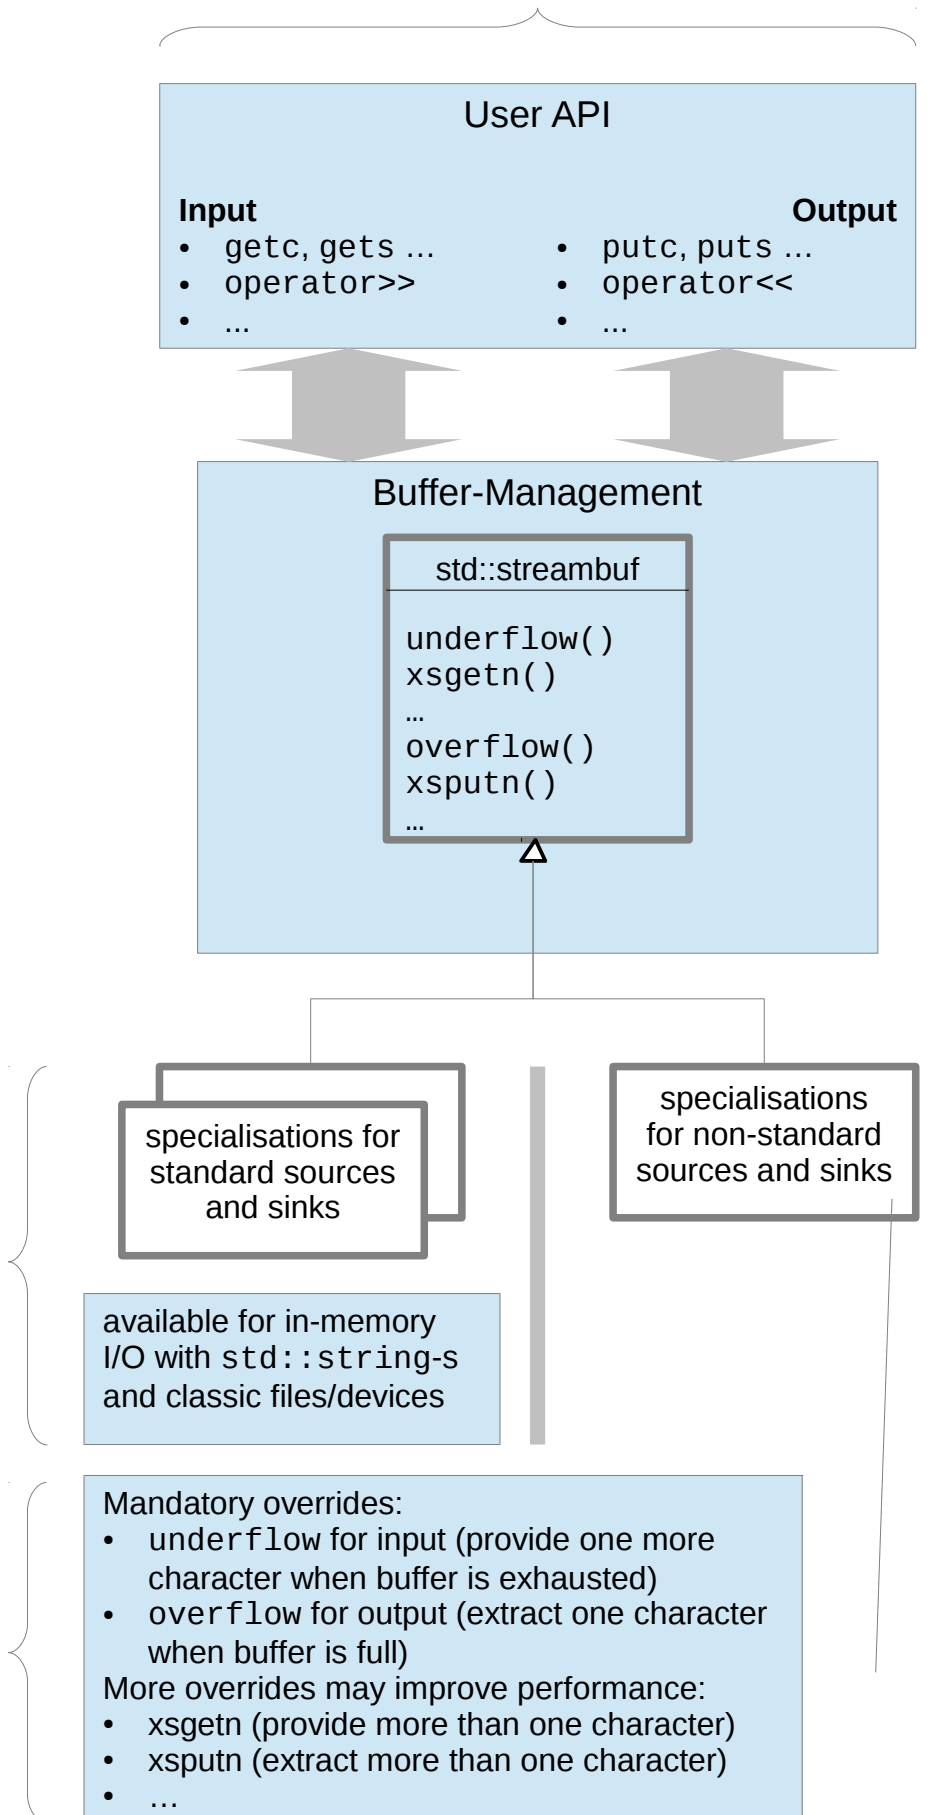 User API
Input
Output
• getc, gets …
• operator>>
• ...
• putc, puts …
• operator<<
• ...
Buffer-Management
std::streambuf
underflow()
xsgetn()
…
overflow()
xsputn()
…
specialisations for
standard sources
and sinks
specialisations
for non-standard
sources and sinks
available for in-memory
I/O with std::string-s
and classic files/devices
Mandatory overrides:
• underflow for input (provide one more
character when buffer is exhausted)
• overflow for output (extract one character
when buffer is full)
More overrides may improve performance:
• xsgetn (provide more than one character)
• xsputn (extract more than one character)
• …